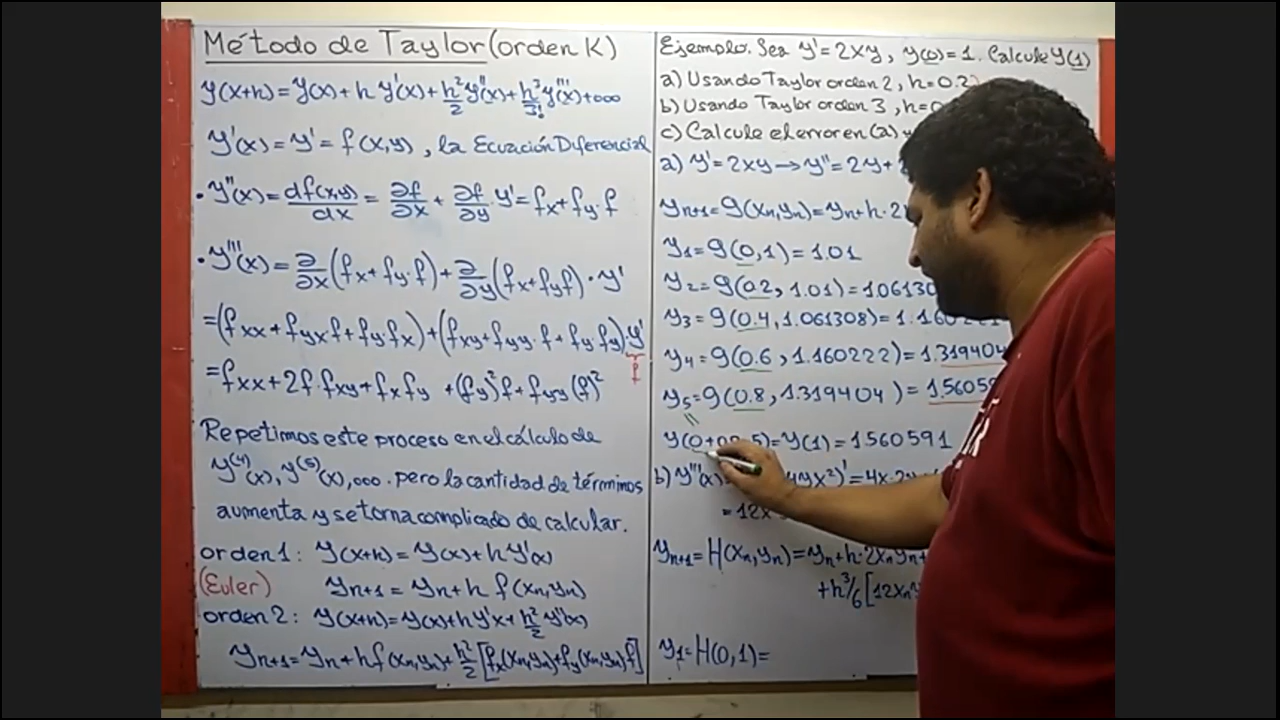 Método de Taylor (orden K)
y(x+h) = y(x) + h y'(x) + h²/2 y''(x) + h³/3! y'''(x) + ooo
y'(x) = y' = f(x,y), la Ecuación Diferencial
• y''(x) = df(x,y)/dx = ∂f/∂x + ∂f/∂y · y' = fx + fy · f
• y'''(x) = ∂/∂x (fx + fy f) + ∂/∂y (fx + fy f) · y'
= (fxx + fyx f + fy fx) + (fxy + fyy · f + fy fy) · y'
f
= fxx + 2f · fxy + fx fy + (fy)² f + fyy (f)²
Repetimos este proceso en el cálculo de
y⁽⁴⁾(x), y⁽⁵⁾(x), ooo. pero la cantidad de términos
aumenta y se torna complicado de calcular.
orden 1: y(x+h) = y(x) + h y'(x)
(Euler) yn+1 = yn + h f(xn, yn)
orden 2: y(x+h) = y(x) + h y'x + h²/2 y''(x)
yn+1 = yn + h f(xn, yn) + h²/2 [fx(xn, yn) + fy(xn, yn) f]
Ejemplo. Sea y' = 2xy, y(0) = 1. Calcule y(1)
a) Usando Taylor orden 2, h = 0.2
b) Usando Taylor orden 3, h = 0
c) Calcule el error en (a) y
a) y' = 2xy → y'' = 2y +
yn+1 = g(xn, yn) = yn + h · 2
y1 = g(0, 1) = 1.01
y2 = g(0.2, 1.01) = 1.06130
y3 = g(0.4, 1.061308) = 1.160222
y4 = g(0.6, 1.160222) = 1.319404
y5 = g(0.8, 1.319404) = 1.5605
y(0+ 5) = y(1) = 1560591
b) y'''(x) 4yx²)' = 4x · 2
= 12x
yn+1 = H(xn, yn) = yn + h · 2xn yn +
+ h³/6 [12xn
y1 = H(0, 1) =